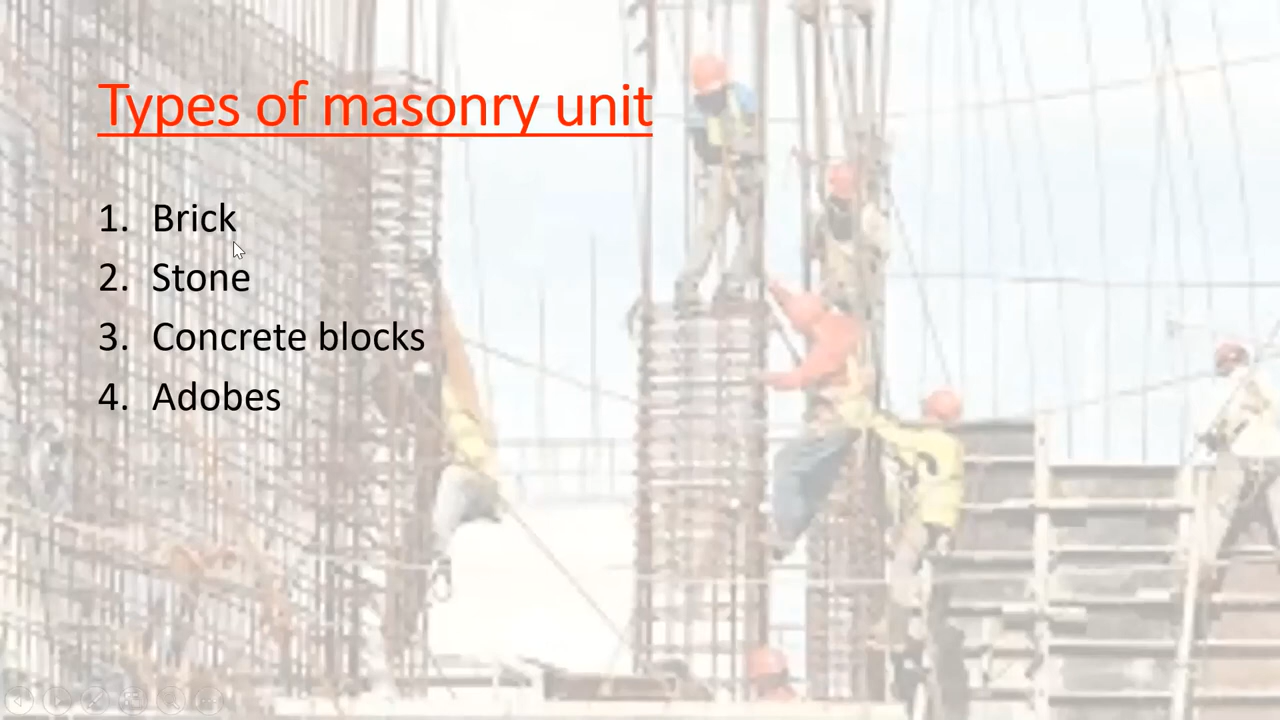 Types of masonry unit
1. Brick
2. Stone
3. Concrete blocks
4. Adobes